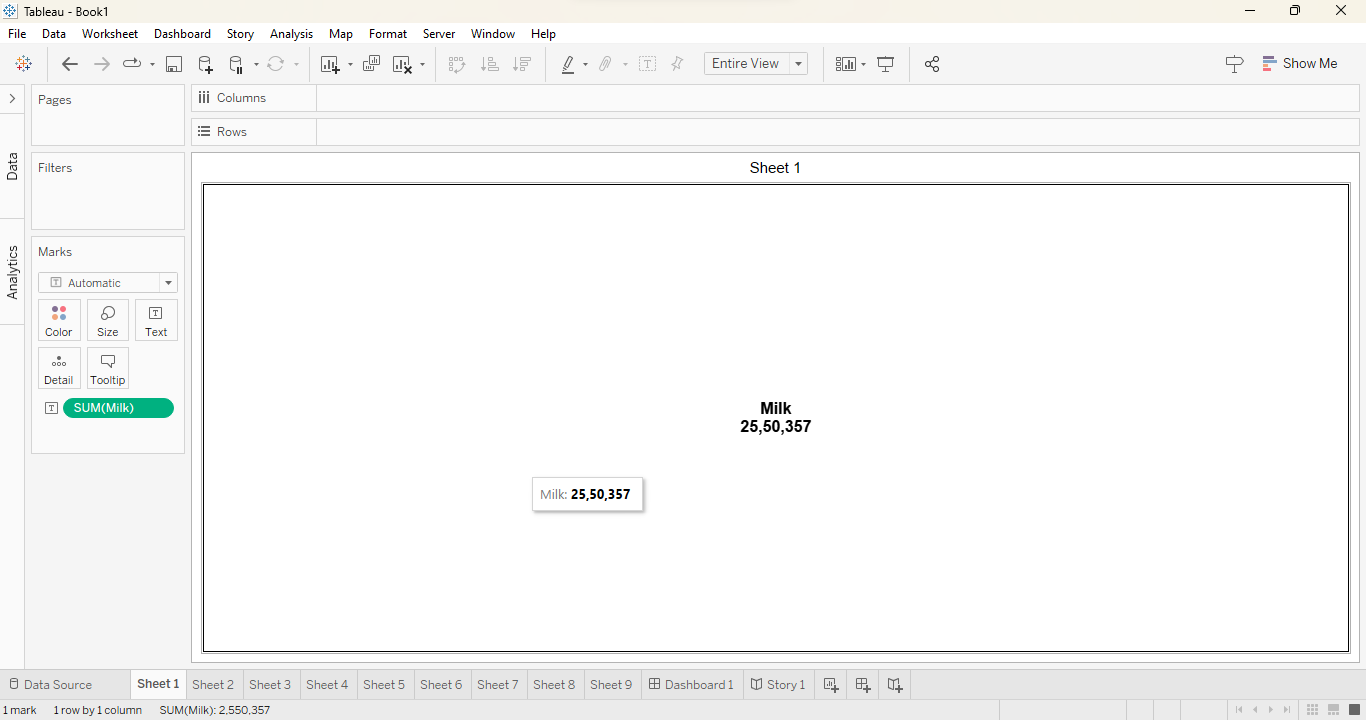 Tableau - Book1
File Data Worksheet Dashboard Story Analysis Map Format Server Window Help
Entire View
Show Me
Pages
Columns
Rows
Data
Filters
Sheet 1
Analytics
Marks
Automatic
Color Size Text
Detail Tooltip
SUM(Milk)
Milk
25,50,357
Milk: 25,50,357
Data Source Sheet 1 Sheet 2 Sheet 3 Sheet 4 Sheet 5 Sheet 6 Sheet 7 Sheet 8 Sheet 9 Dashboard 1 Story 1
1 mark 1 row by 1 column SUM(Milk): 2,550,357